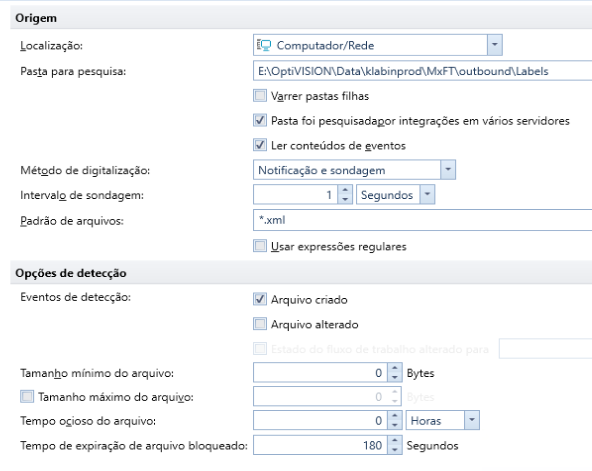 Origem
Localização: Computador/Rede
Pasta para pesquisa: E:\OptiVISION\Data\klabinprod\MxFT\outbound\Labels
Varrer pastas filhas
Pasta foi pesquisadapor integrações em vários servidores
Ler conteúdos de eventos
Método de digitalização: Notificação e sondagem
Intervalo de sondagem: 1 Segundos
Padrão de arquivos: *.xml
Usar expressões regulares
Opções de detecção
Eventos de detecção: Arquivo criado
Arquivo alterado
Estado do fluxo de trabalho alterado para
Tamanho mínimo do arquivo: 0 Bytes
Tamanho máximo do arquivo: 0 Bytes
Tempo ocioso do arquivo: 0 Horas
Tempo de expiração de arquivo bloqueado: 180 Segundos